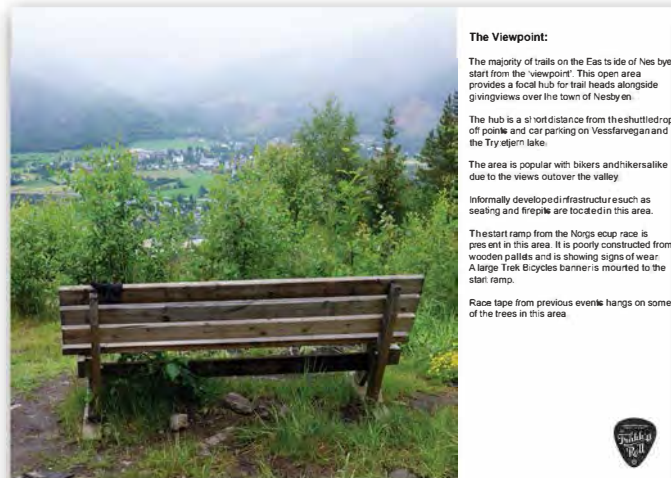 The Viewpoint:
The majority of trails on the Eas ts ide of Nes bye
start from the 'viewpoint'. This open area
provides a focal hub for trail heads alongside
givingviews over the town of Nesbyen.
The hub is a short distance from theshuttledrop
off points and car parking on Vessfarvegan and
the Tryetjern lake.
The area is popular with bikers andhikersalike
due to the views outover the valley.
Informally developedinfrastructuresuch as
seating and firepits are locatedin this area.
Thestart ramp from the Norgs ecup race is
pres ent in this area. It is poorly constructed from
wooden pallets and is showing signs of wear.
A large Trek Bicycles banneris mounted to the
start ramp.
Race tape from previous events hangs on some
of the trees in this area
Trakk'n
Roll